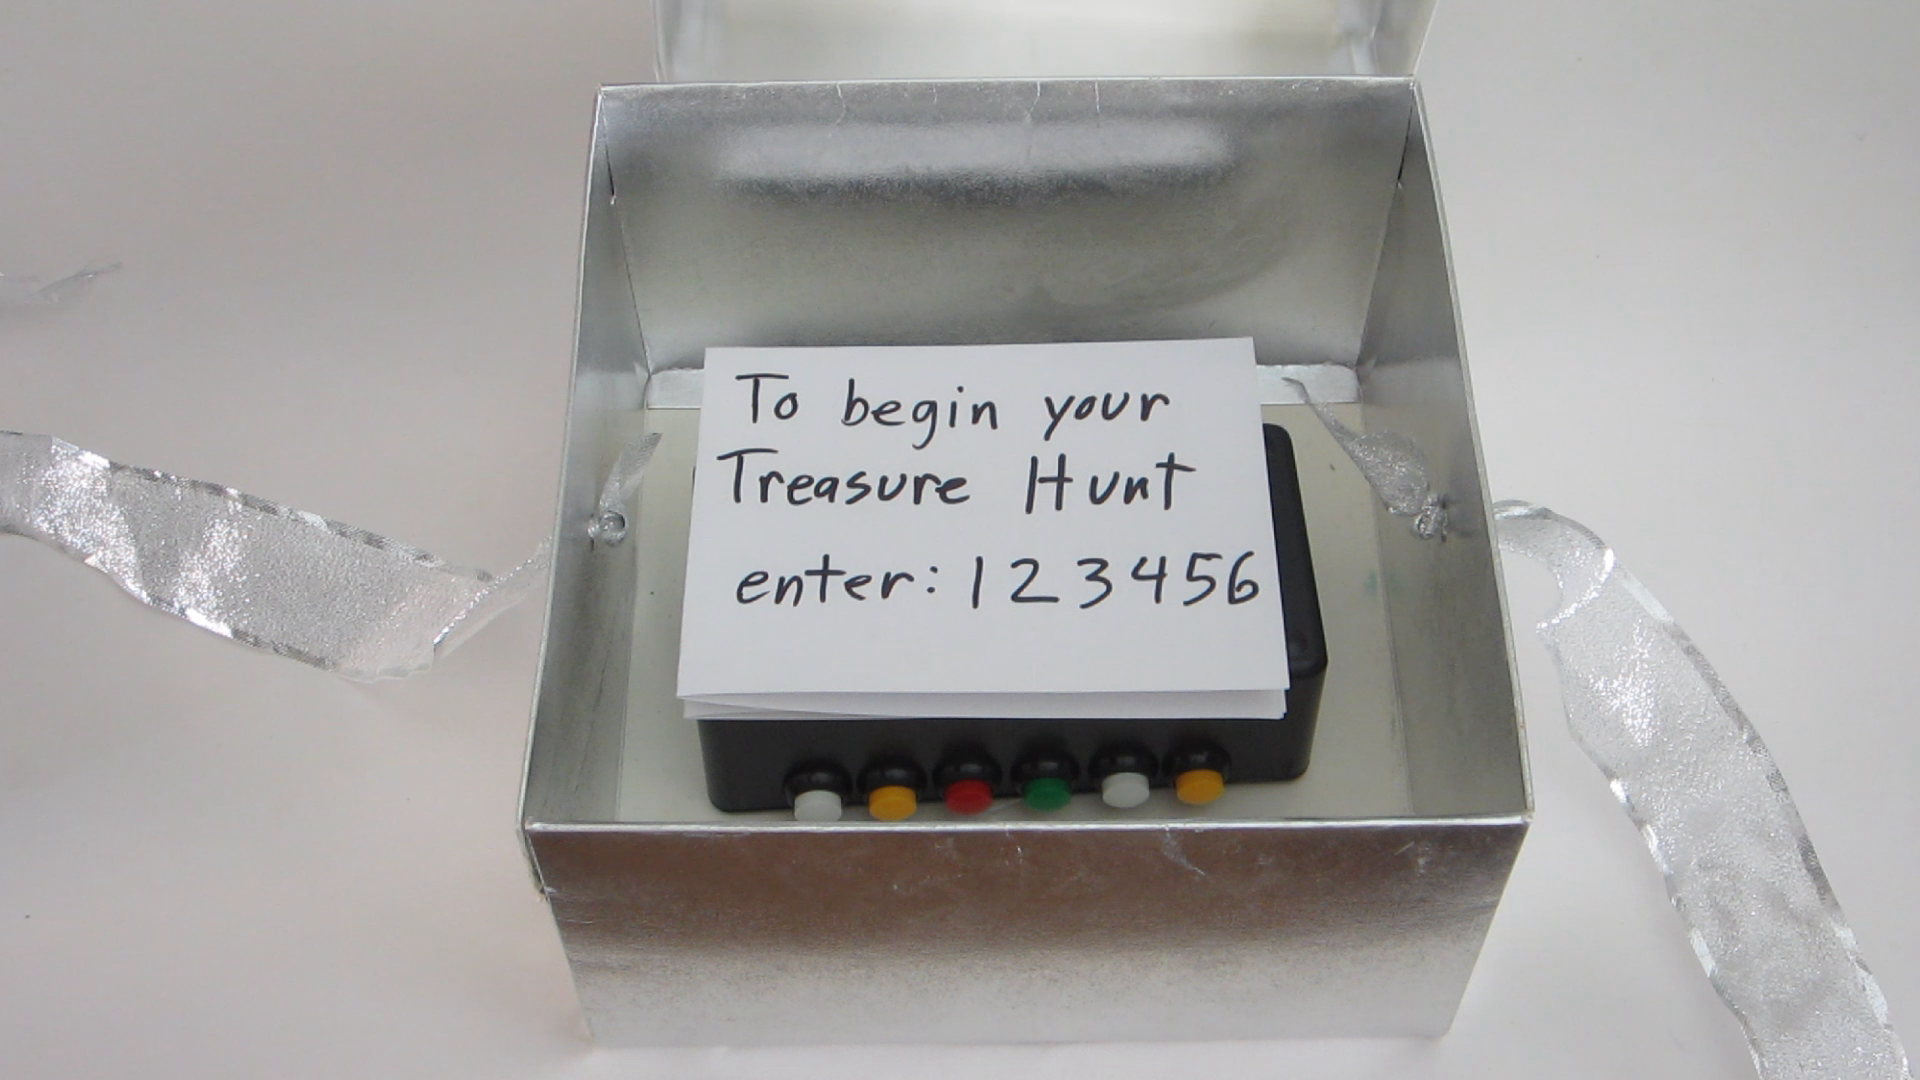 To begin your
Treasure Hunt
enter: 123456